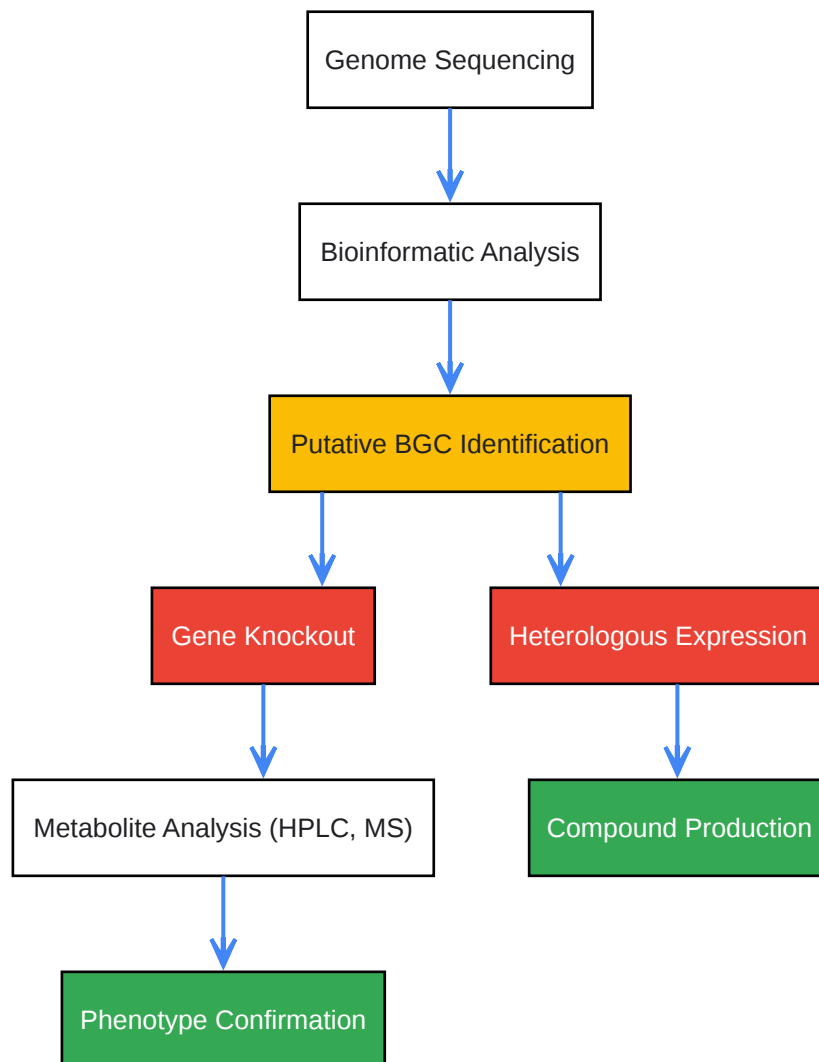 Genome Sequencing
Bioinformatic Analysis
Putative BGC Identification
Gene Knockout
Heterologous Expression
Metabolite Analysis (HPLC, MS)
Compound Production
Phenotype Confirmation